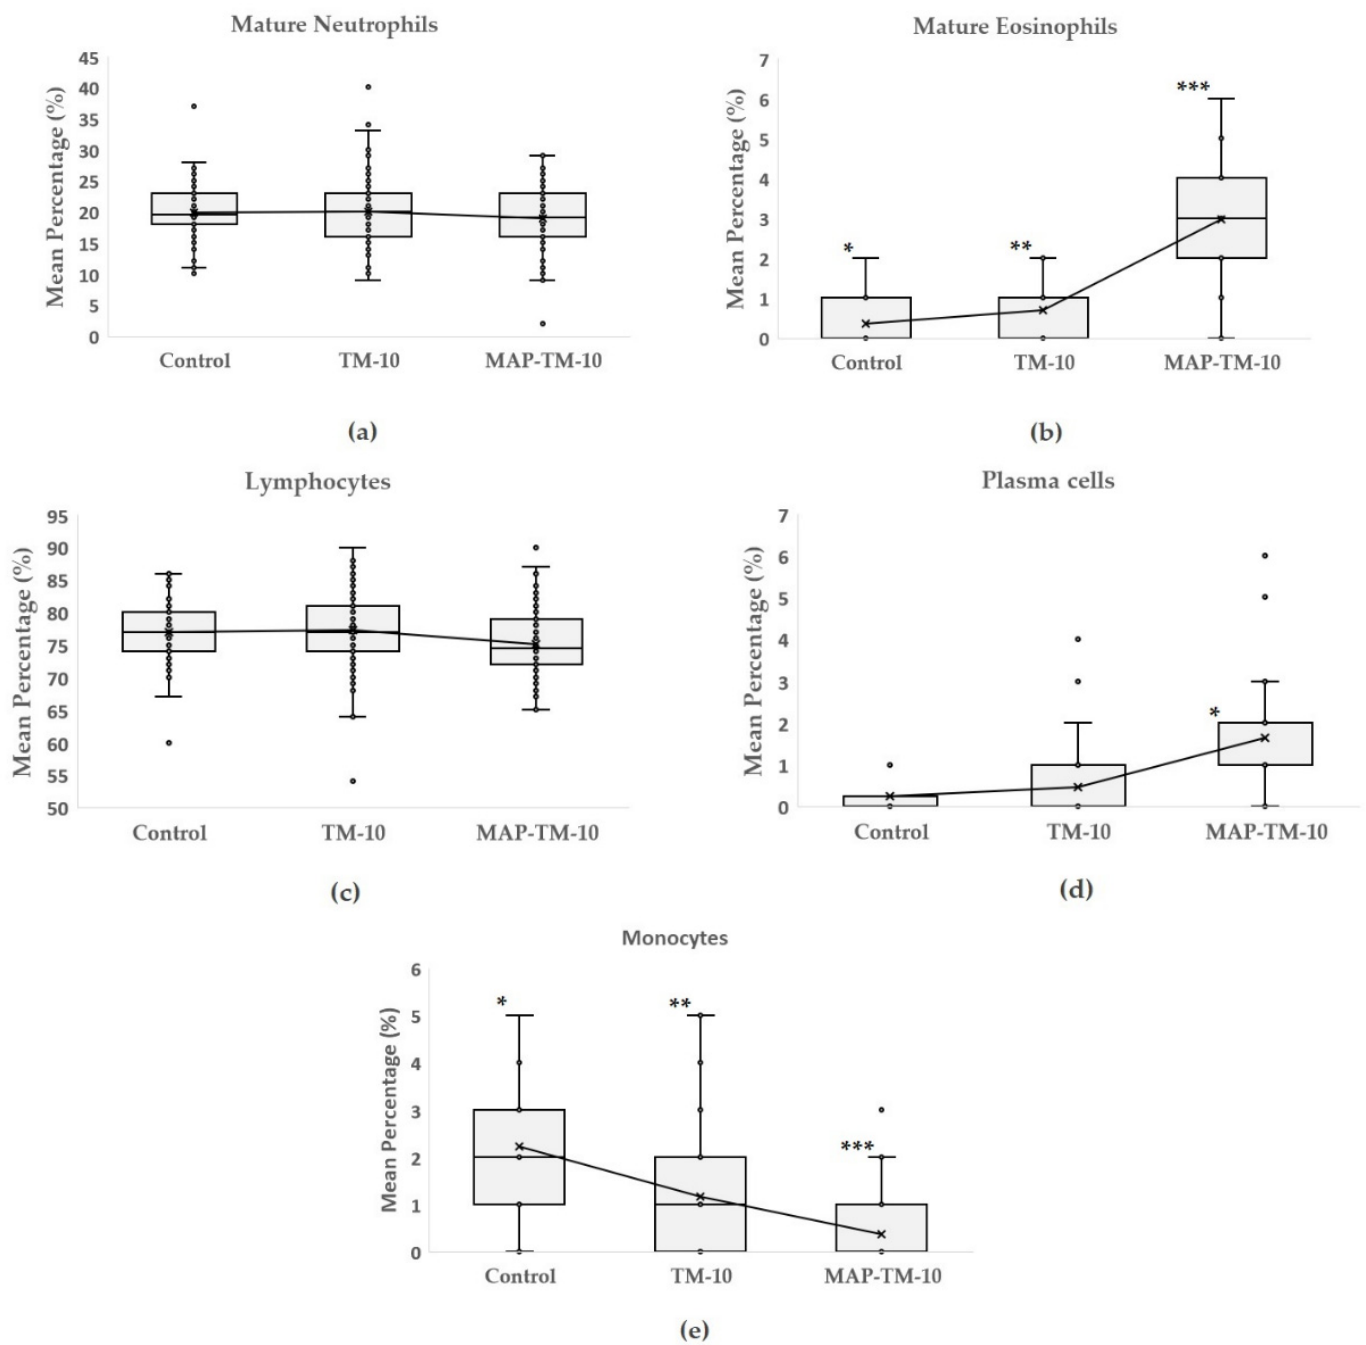 Mature Neutrophils
Mean Percentage (%)
45
40
35
30
25
20
15
10
5
0
Control TM-10 MAP-TM-10
(a)
Mature Eosinophils
Mean Percentage (%)
7
6
5
4
3
2
1
0
*
**
***
Control TM-10 MAP-TM-10
(b)
Lymphocytes
Mean Percentage (%)
95
90
85
80
75
70
65
60
55
50
Control TM-10 MAP-TM-10
(c)
Plasma cells
Mean Percentage (%)
7
6
5
4
3
2
1
0
*
Control TM-10 MAP-TM-10
(d)
Monocytes
Mean Percentage (%)
6
5
4
3
2
1
0
*
**
***
Control TM-10 MAP-TM-10
(e)